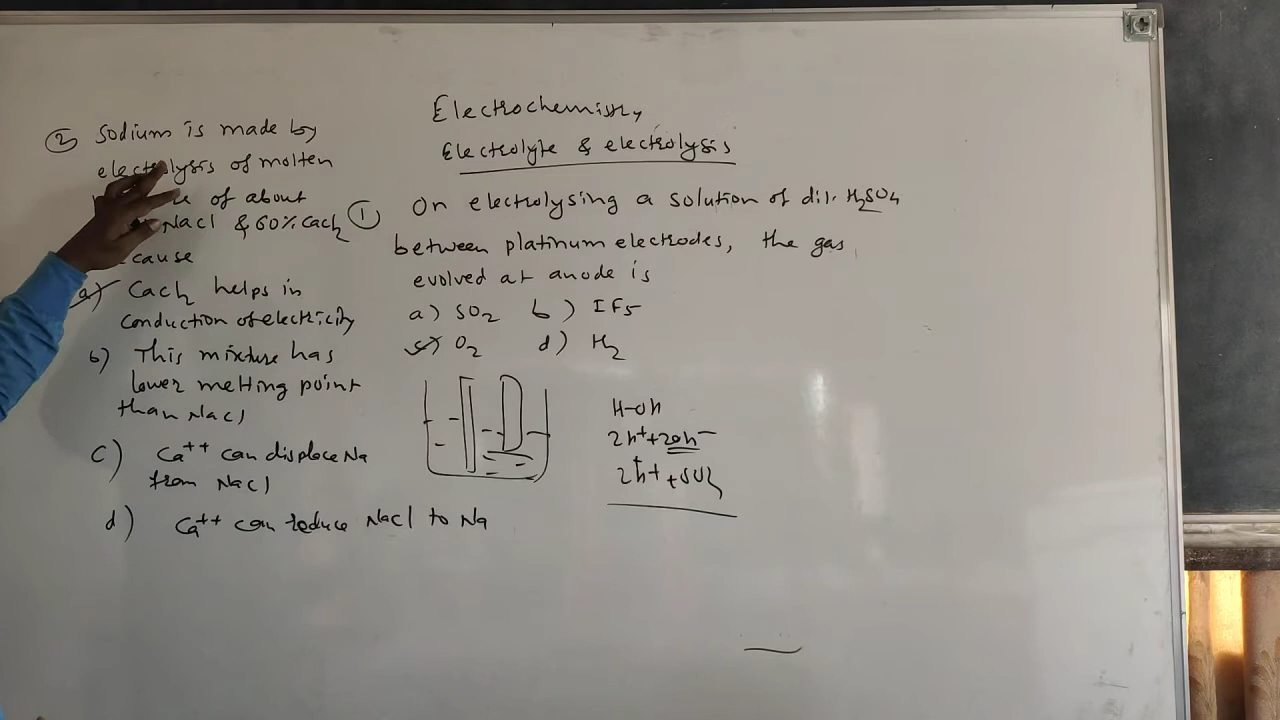 Electrochemistry
Electrolyte & electrolysis
① On electrolysing a solution of dil. H2SO4
between platinum electrodes, the gas
evolved at anode is
a) SO2 b)
c) O2 d) H2
H-OH
2H+ + 2OH-
② Sodium is made by
electrolysis of molten
of about
NaCl & 60% CaCl2
cause
a) CaCl2 helps in
conduction of electricity
b) This mixture has
lower melting point
than NaCl
c) Ca++ can displace Na
from NaCl
d) Ca++ can reduce NaCl to Na